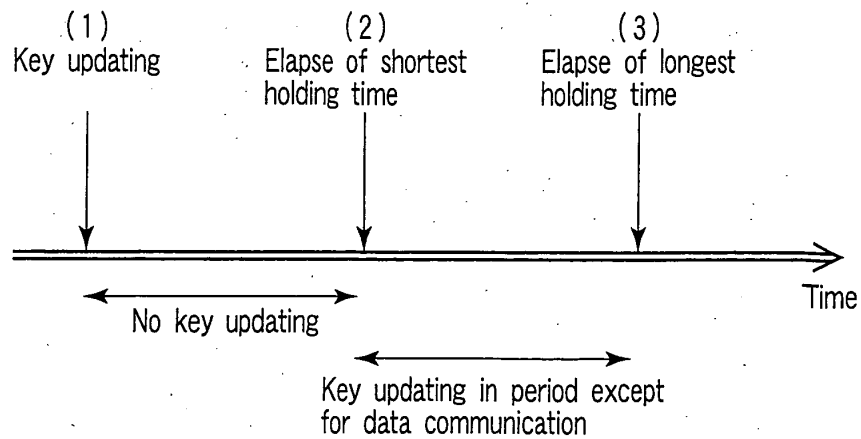 (1)
Key updating
(2)
Elapse of shortest
holding time
(3)
Elapse of longest
holding time
Time
No key updating
Key updating in period except
for data communication